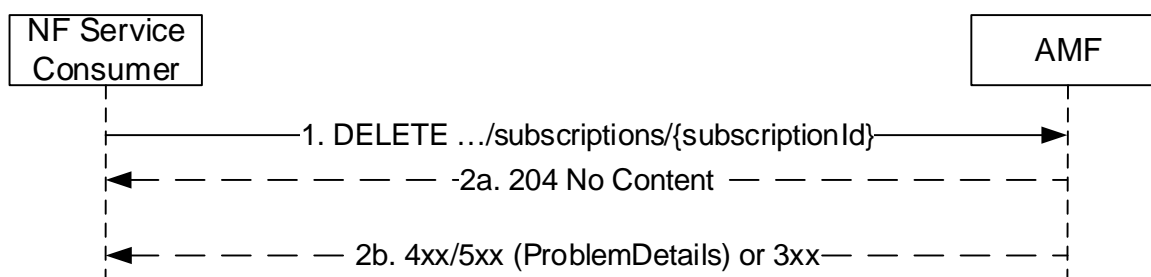 NF Service
Consumer
AMF
1. DELETE …/subscriptions/{subscriptionId}
2a. 204 No Content
2b. 4xx/5xx (ProblemDetails) or 3xx